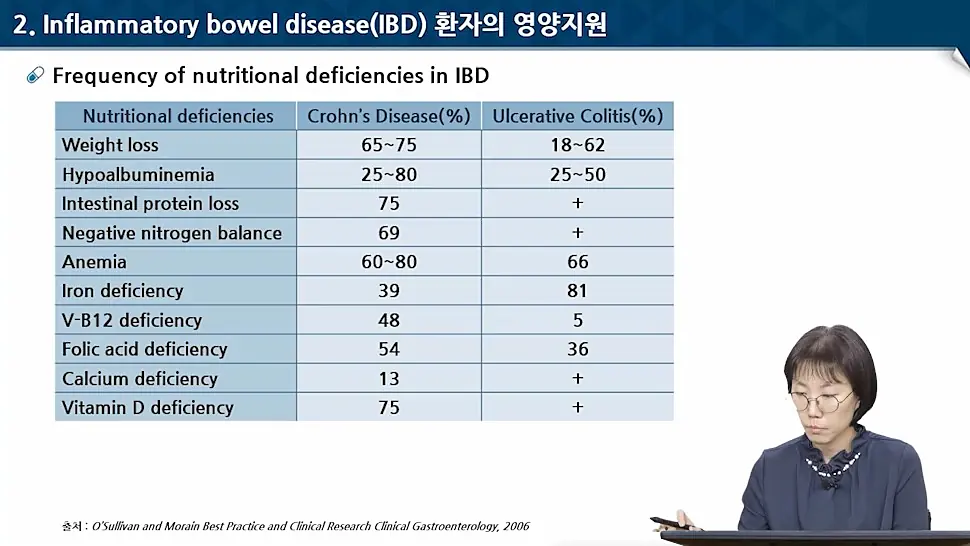 2. Inflammatory bowel disease(IBD) 환자의 영양지원
Frequency of nutritional deficiencies in IBD
Nutritional deficiencies Crohn's Disease(%) Ulcerative Colitis(%)
Weight loss 65~75 18~62
Hypoalbuminemia 25~80 25~50
Intestinal protein loss 75 +
Negative nitrogen balance 69 +
Anemia 60~80 66
Iron deficiency 39 81
V-B12 deficiency 48 5
Folic acid deficiency 54 36
Calcium deficiency 13 +
Vitamin D deficiency 75 +
출처 : O'Sullivan and Morain Best Practice and Clinical Research Clinical Gastroenterology, 2006